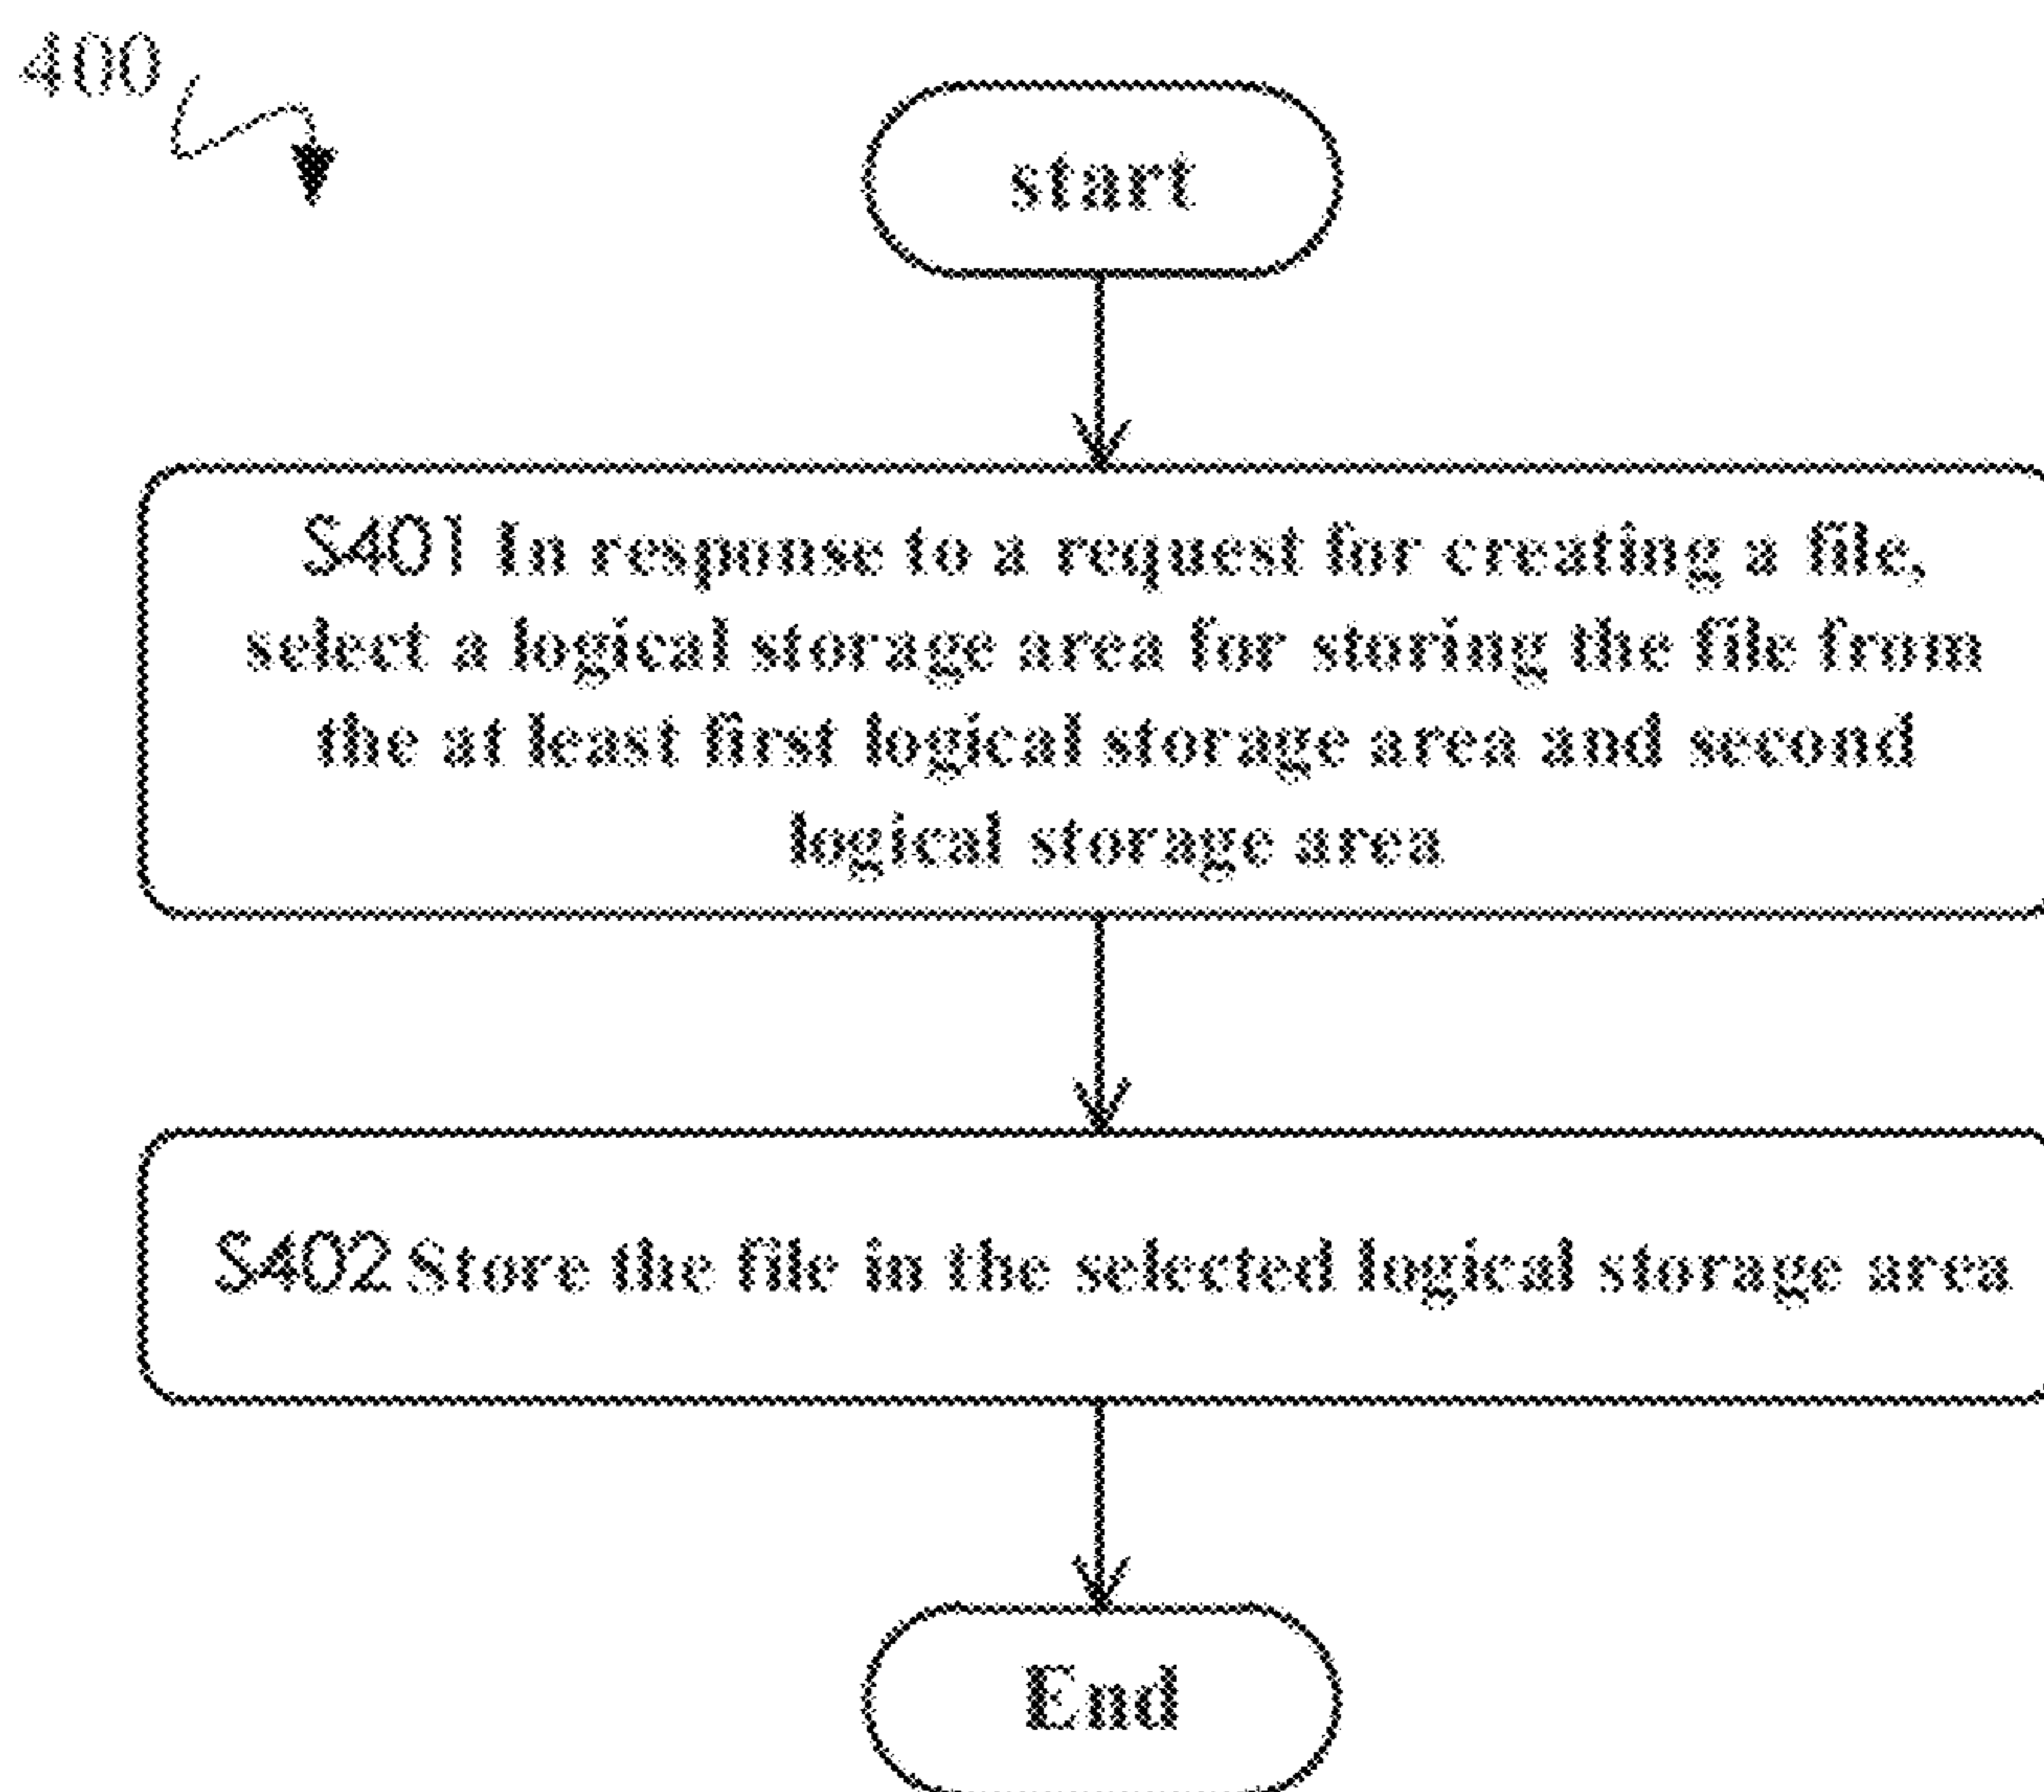 400
start
S401 In response to a request for creating a file,
select a logical storage area for storing the file from
the at least first logical storage area and second
logical storage area
S402 Store the file in the selected logical storage area
End